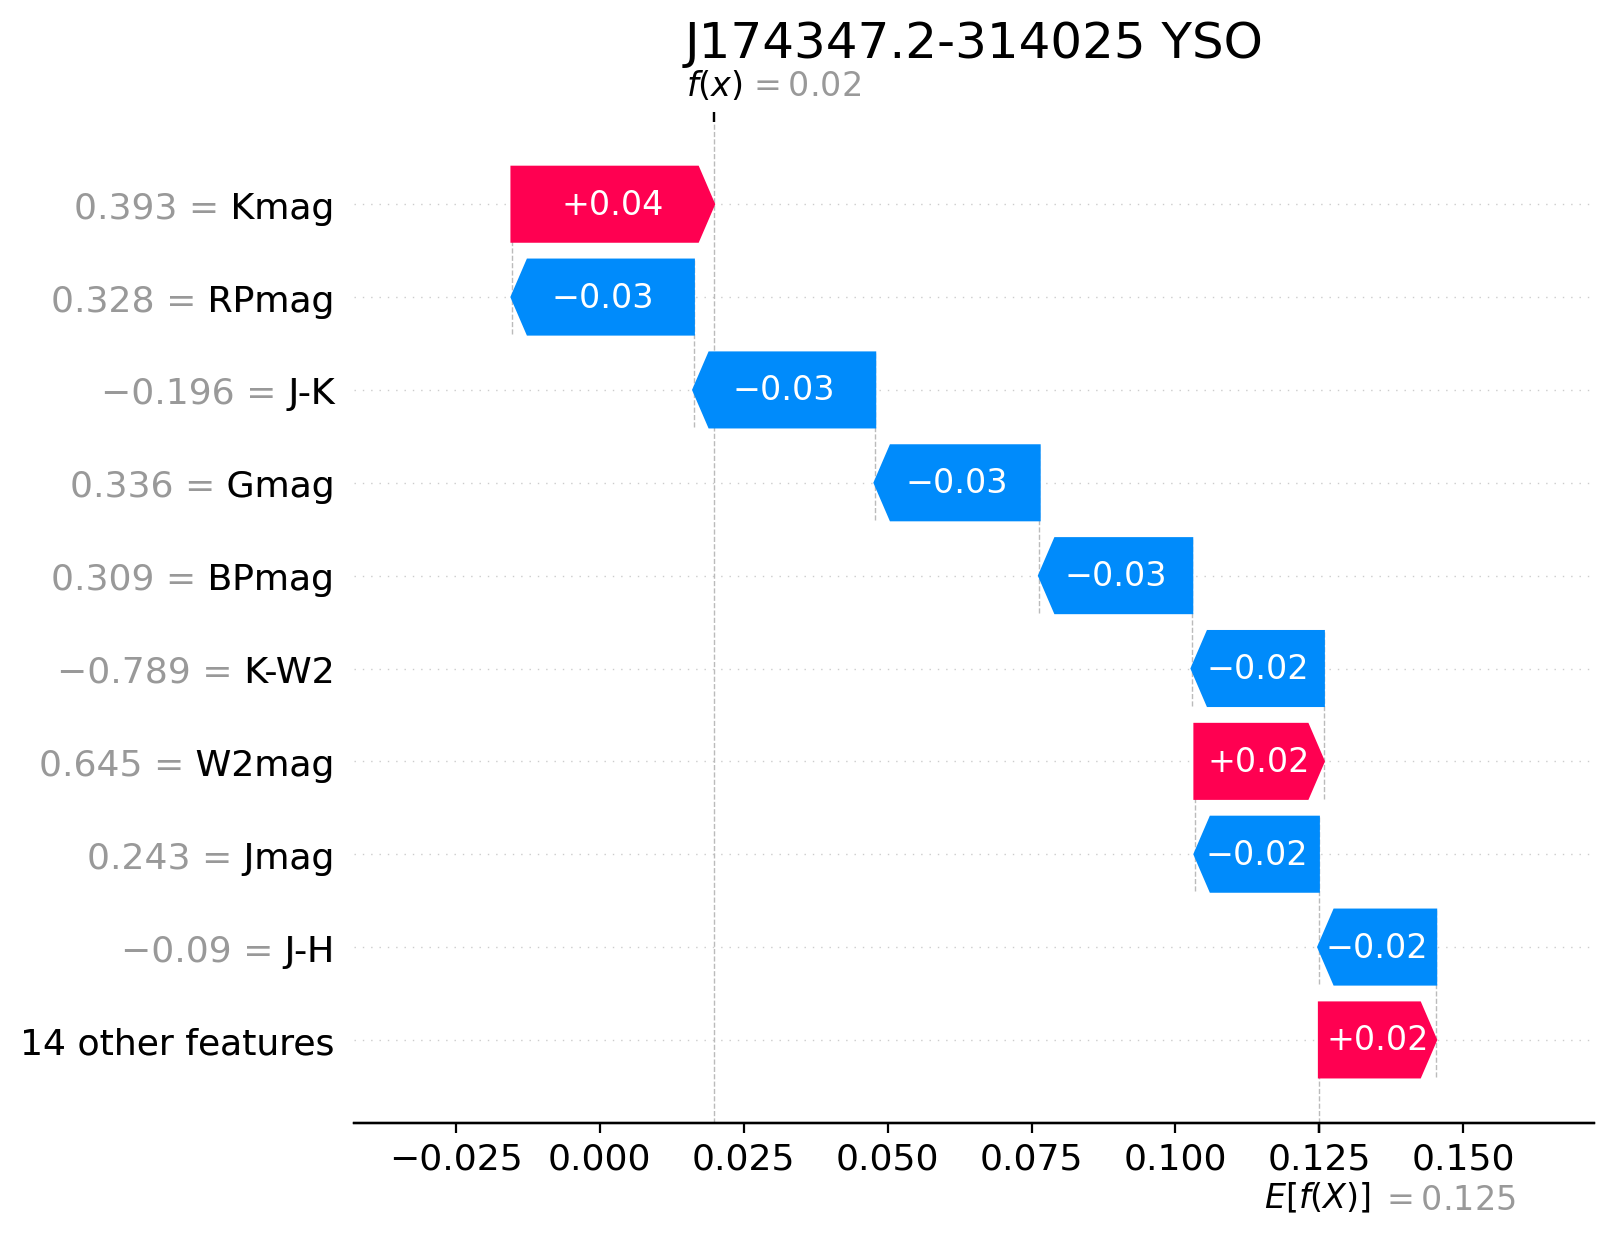 J174347.2-314025 YSO
f(x) = 0.02
0.393 = Kmag
+0.04
0.328 = RPmag
−0.03
−0.196 = J-K
−0.03
0.336 = Gmag
−0.03
0.309 = BPmag
−0.03
−0.789 = K-W2
−0.02
0.645 = W2mag
+0.02
0.243 = Jmag
−0.02
−0.09 = J-H
−0.02
14 other features
+0.02
−0.025 0.000 0.025 0.050 0.075 0.100 0.125 0.150
E[f(X)] = 0.125